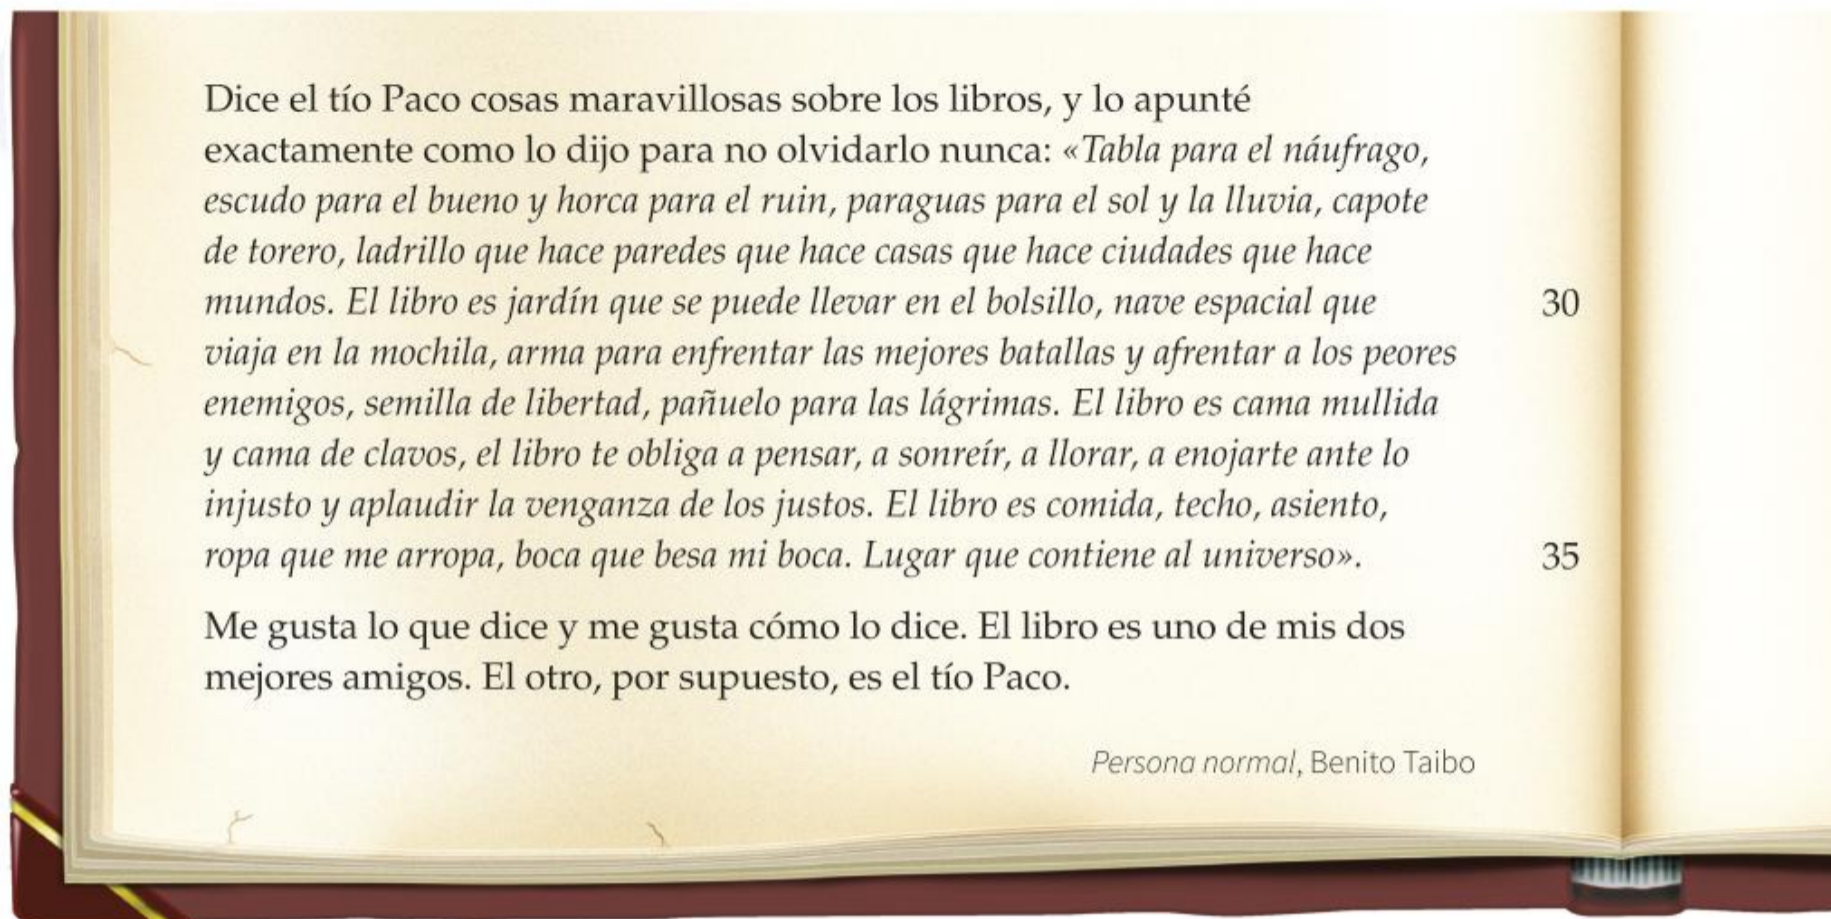 Dice el tío Paco cosas maravillosas sobre los libros, y lo apunté
exactamente como lo dijo para no olvidarlo nunca: «Tabla para el náufrago,
escudo para el bueno y horca para el ruin, paraguas para el sol y la lluvia, capote
de torero, ladrillo que hace paredes que hace casas que hace ciudades que hace
mundos. El libro es jardín que se puede llevar en el bolsillo, nave espacial que 30
viaja en la mochila, arma para enfrentar las mejores batallas y afrentar a los peores
enemigos, semilla de libertad, pañuelo para las lágrimas. El libro es cama mullida
y cama de clavos, el libro te obliga a pensar, a sonreír, a llorar, a enojarte ante lo
injusto y aplaudir la venganza de los justos. El libro es comida, techo, asiento,
ropa que me arropa, boca que besa mi boca. Lugar que contiene al universo». 35
Me gusta lo que dice y me gusta cómo lo dice. El libro es uno de mis dos
mejores amigos. El otro, por supuesto, es el tío Paco.
Persona normal, Benito Taibo